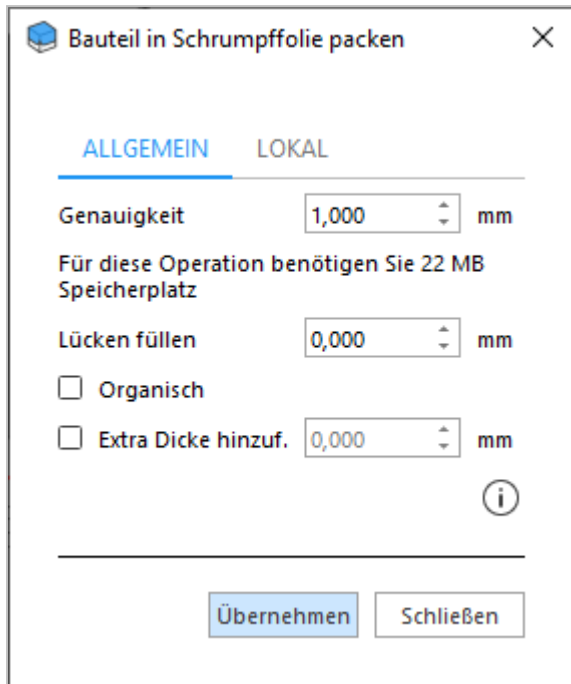 Bauteil in Schrumpffolie packen
ALLGEMEIN LOKAL
Genauigkeit 1,000 mm
Für diese Operation benötigen Sie 22 MB
Speicherplatz
Lücken füllen 0,000 mm
Organisch
Extra Dicke hinzuf. 0,000 mm
Übernehmen Schließen